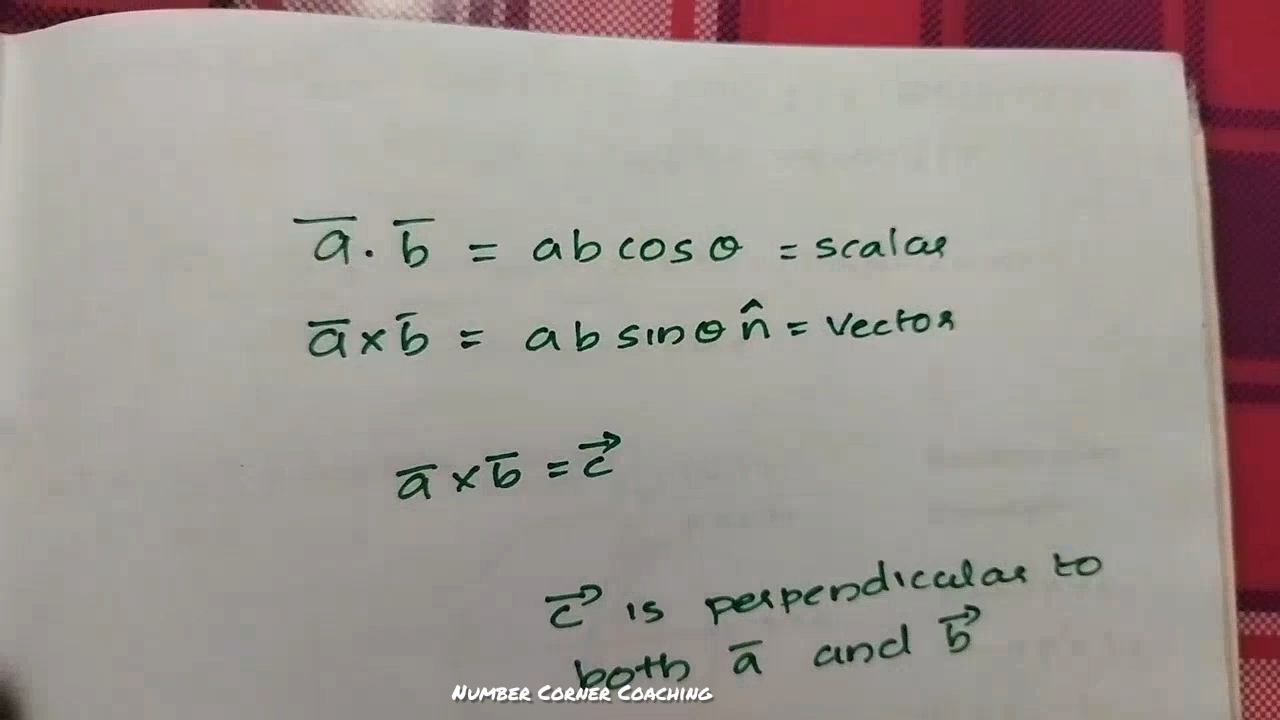 a̅ . b̅ = ab cos θ = scalar
a̅ × b̅ = ab sin θ n̂ = vector
a̅ × b̅ = c⃗
c⃗ is perpendicular to
both a̅ and b⃗
Number Corner Coaching